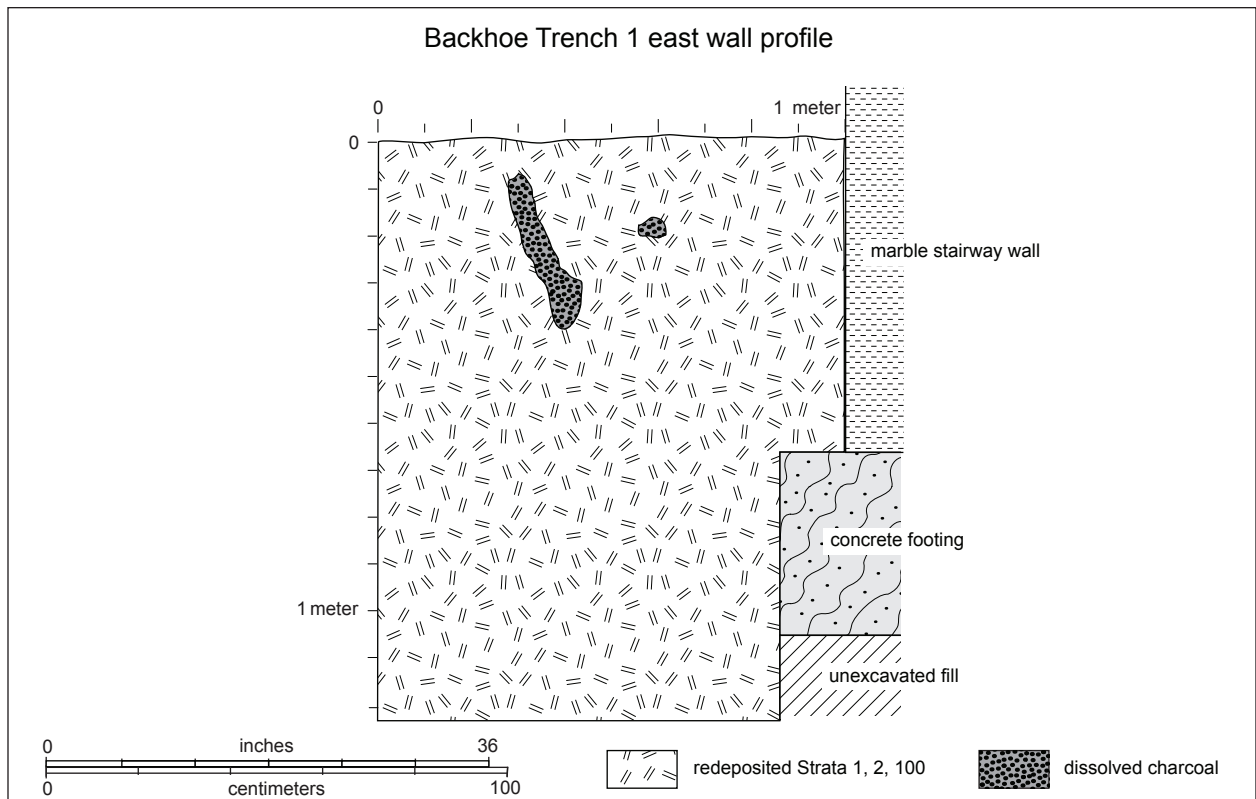 Backhoe Trench 1 east wall profile
0
1 meter
0
marble stairway wall
concrete footing
1 meter
unexcavated fill
0 inches 36
0 centimeters 100
redeposited Strata 1, 2, 100
dissolved charcoal